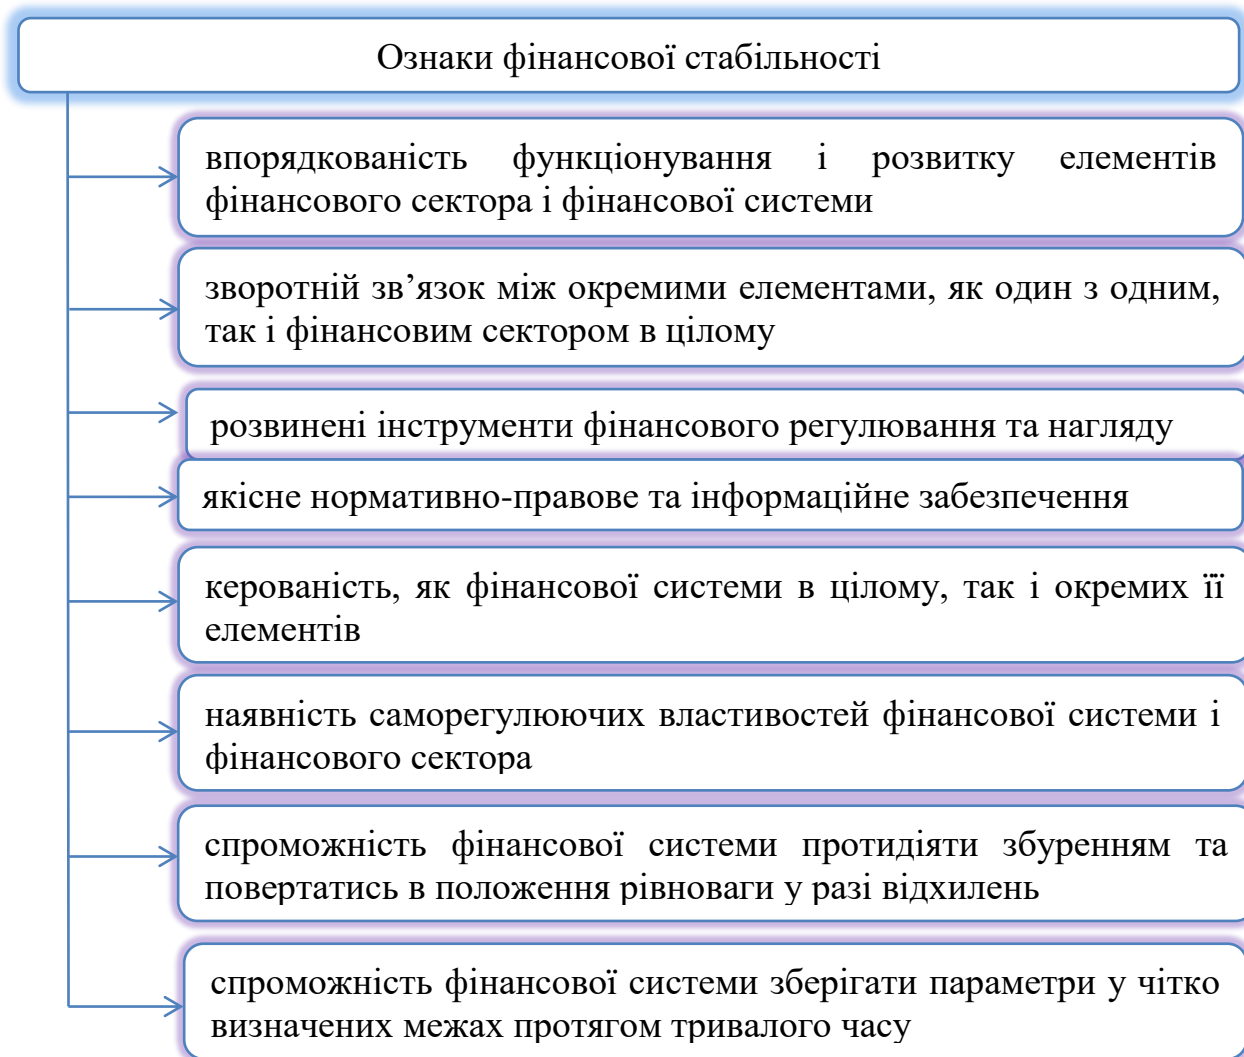 Ознаки фінансової стабільності
впорядкованість функціонування і розвитку елементів
фінансового сектора і фінансової системи
зворотній зв’язок між окремими елементами, як один з одним,
так і фінансовим сектором в цілому
розвинені інструменти фінансового регулювання та нагляду
якісне нормативно-правове та інформаційне забезпечення
керованість, як фінансової системи в цілому, так і окремих її
елементів
наявність саморегулюючих властивостей фінансової системи і
фінансового сектора
спроможність фінансової системи протидіяти збуренням та
повертатись в положення рівноваги у разі відхилень
спроможність фінансової системи зберігати параметри у чітко
визначених межах протягом тривалого часу